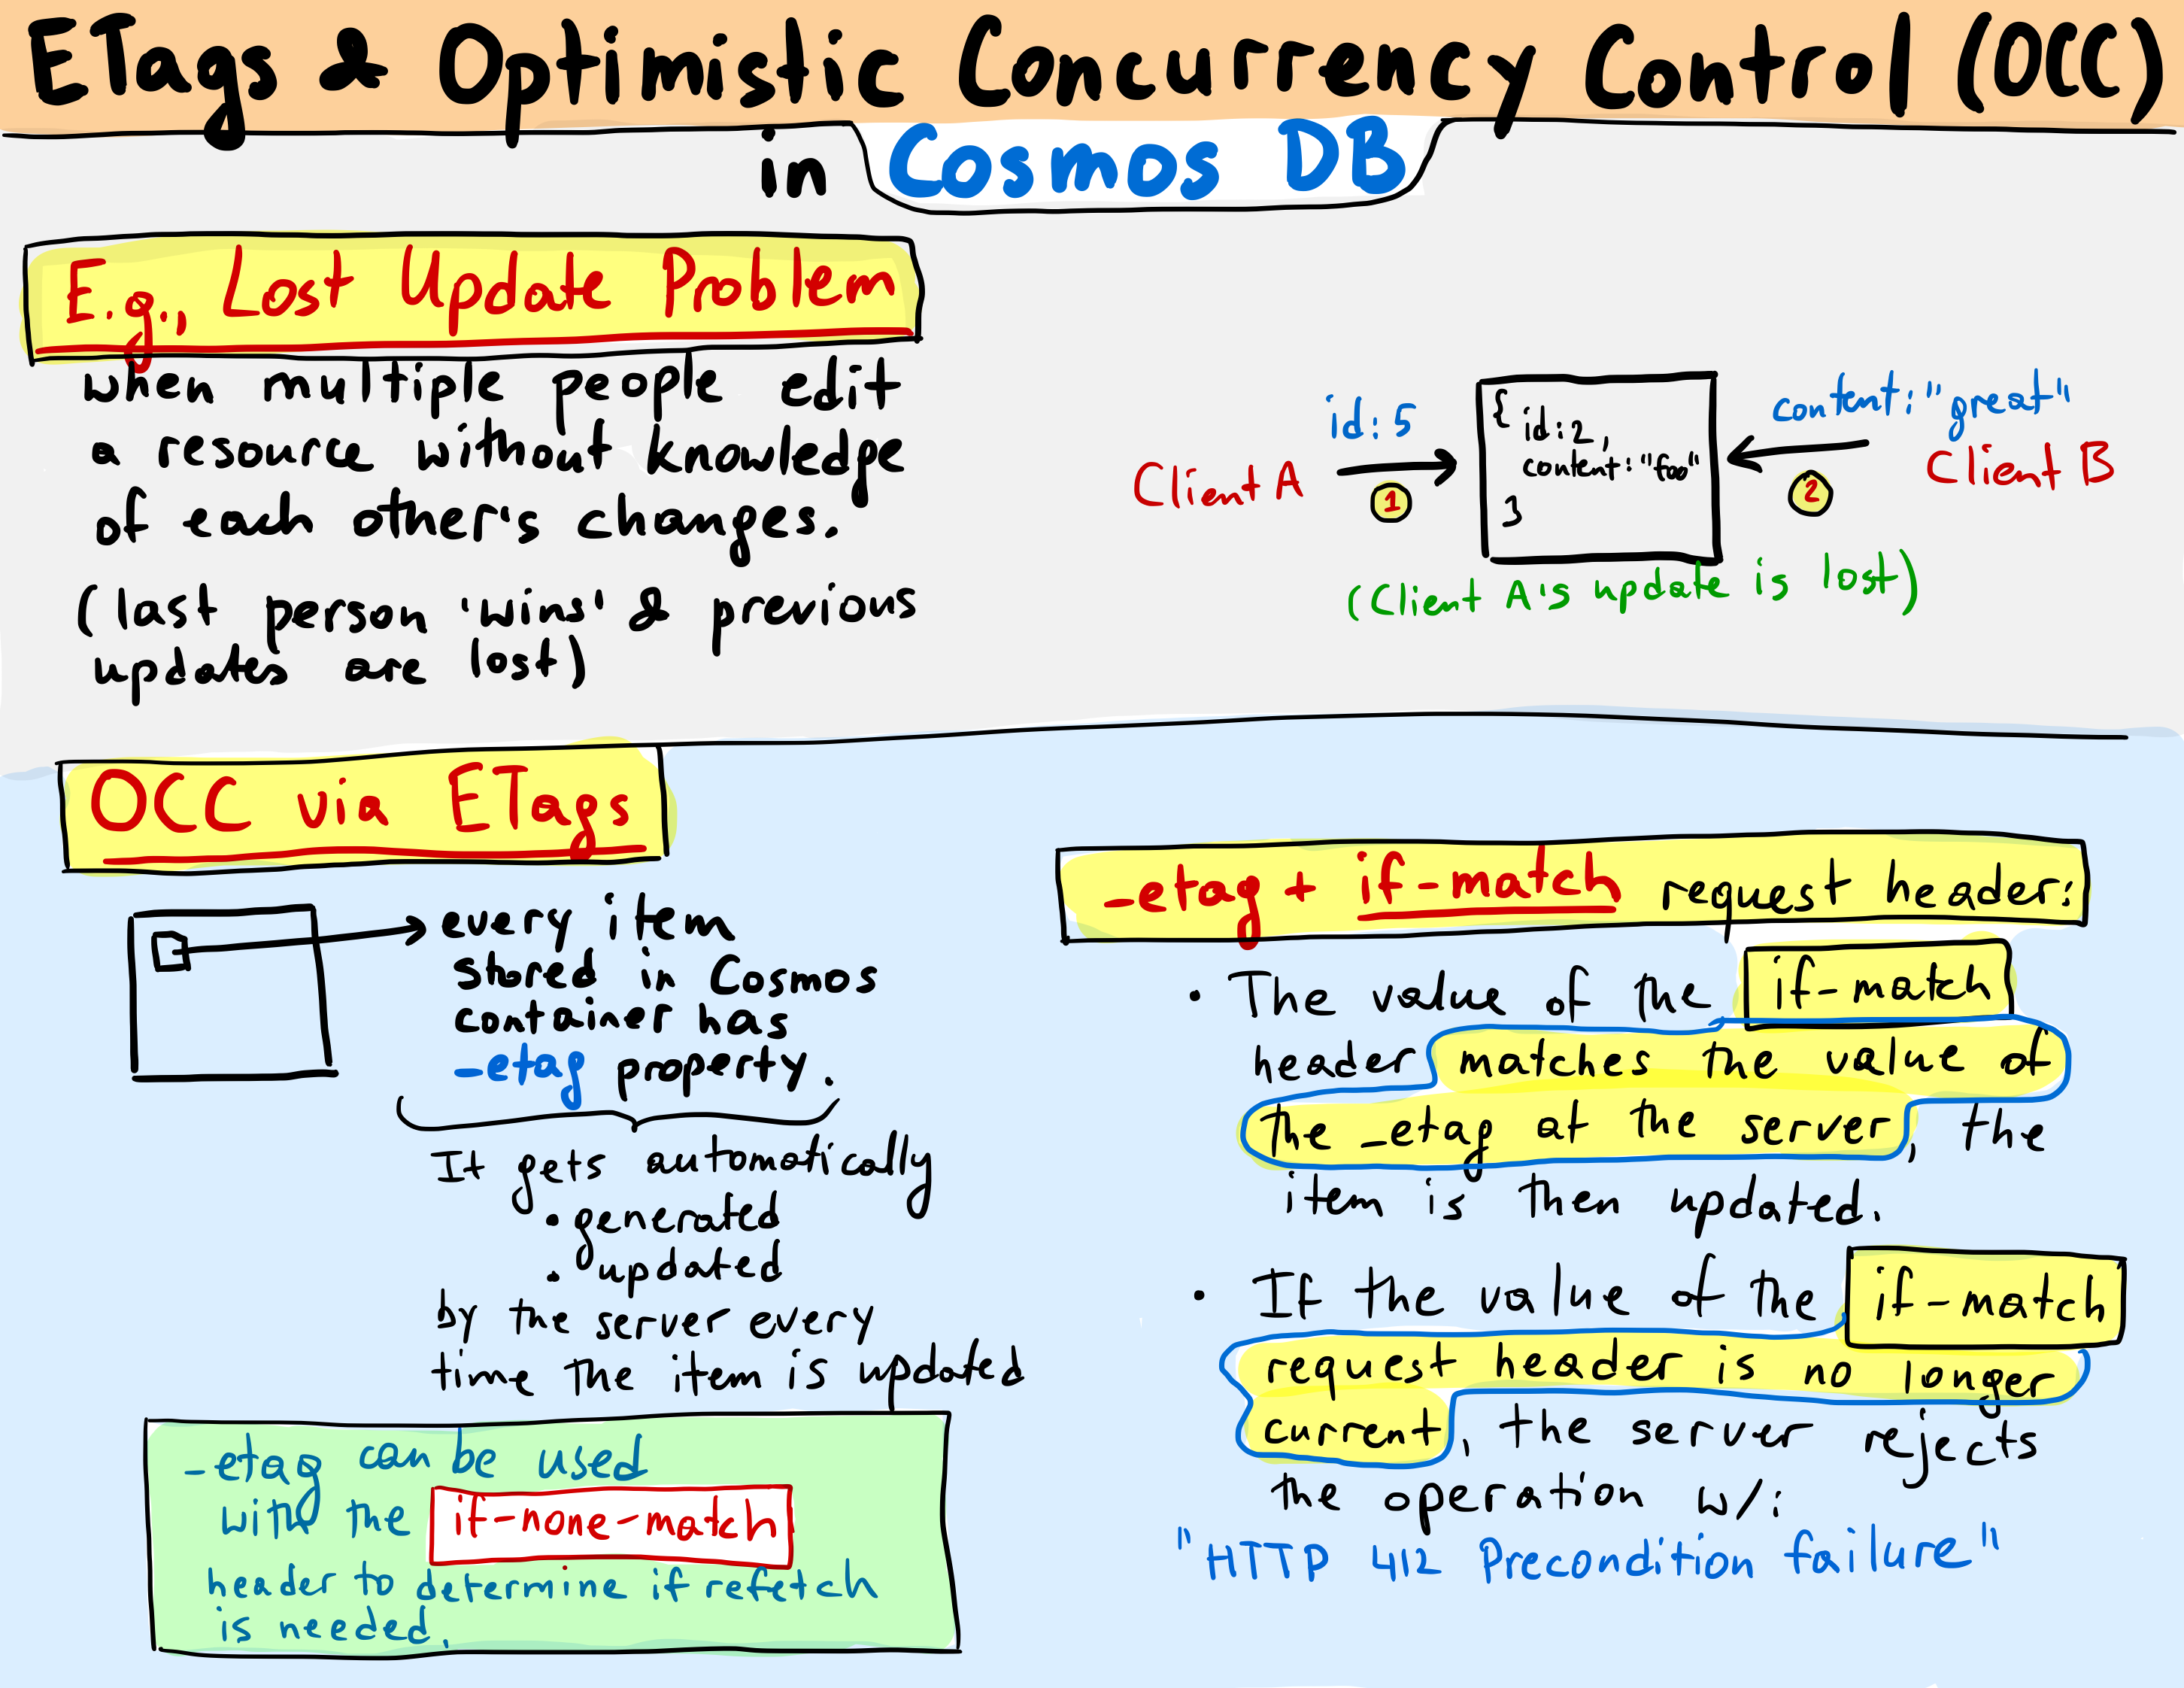 ETags & Optimistic Concurrency Control (OCC)
in Cosmos DB
E.g., Lost Update Problem
when multiple people edit
a resource without knowledge
of each other's changes.
(last person 'wins' & previous
updates are lost)
id: 5
Client A
1
{
id: 2,
content: "foo"
}
content: "great"
Client B
2
(Client A's update is lost)
OCC via ETags
every item
stored in Cosmos
container has
_etag property.
It gets automatically
• generated
• updated
by the server every
time the item is updated
_etag can be used
with the if-none-match
header to determine if refetch
is needed.
_etag + if-match request header:
• The value of the if-match
header matches the value of
the _etag at the server, the
item is then updated.
• If the value of the if-match
request header is no longer
current, the server rejects
the operation w/:
"HTTP 412 Precondition failure"